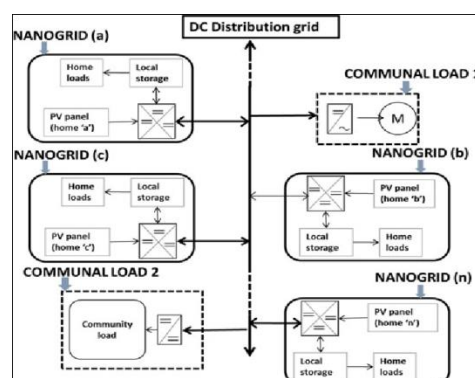 DC Distribution grid
NANOGRID (a)
Home
loads
Local
storage
PV panel
(home 'a')
COMMUNAL LOAD 1
M
NANOGRID (c)
Home
loads
Local
storage
PV panel
(home 'c')
NANOGRID (b)
PV panel
(home 'b')
Local
storage
Home
loads
COMMUNAL LOAD 2
Community
load
NANOGRID (n)
PV panel
(home 'n')
Local
storage
Home
loads